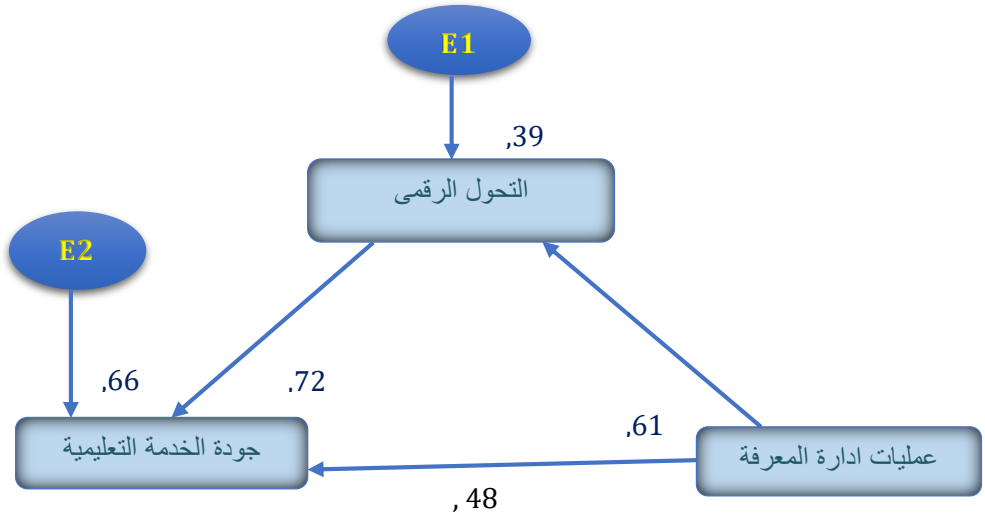 E1
,39
التحول الرقمى
E2
,66
,72
جودة الخدمة التعليمية
,61
عمليات ادارة المعرفة
, 48